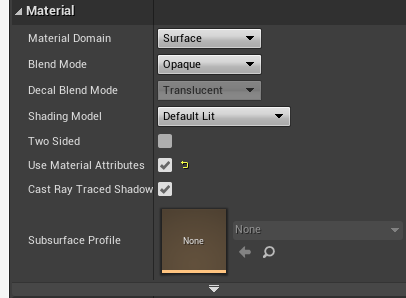 Material
Material Domain Surface
Blend Mode Opaque
Decal Blend Mode Translucent
Shading Model Default Lit
Two Sided
Use Material Attributes
Cast Ray Traced Shadow
Subsurface Profile None None